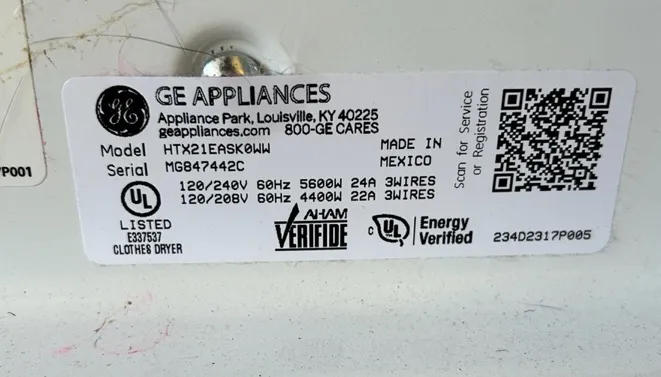 GE APPLIANCES
Appliance Park, Louisville, KY 40225
geappliances.com 800-GE CARES
Model HTX21EASK0WW MADE IN
Serial MG847442C MEXICO
120/240V 60Hz 5600W 24A 3WIRES
120/208V 60Hz 4400W 22A 3WIRES
UL
LISTED
E337537
CLOTHES DRYER
AHAM
VERIFIDE
C UL Energy
Verified
Scan for Service
or Registration
234D2317P005
7P001